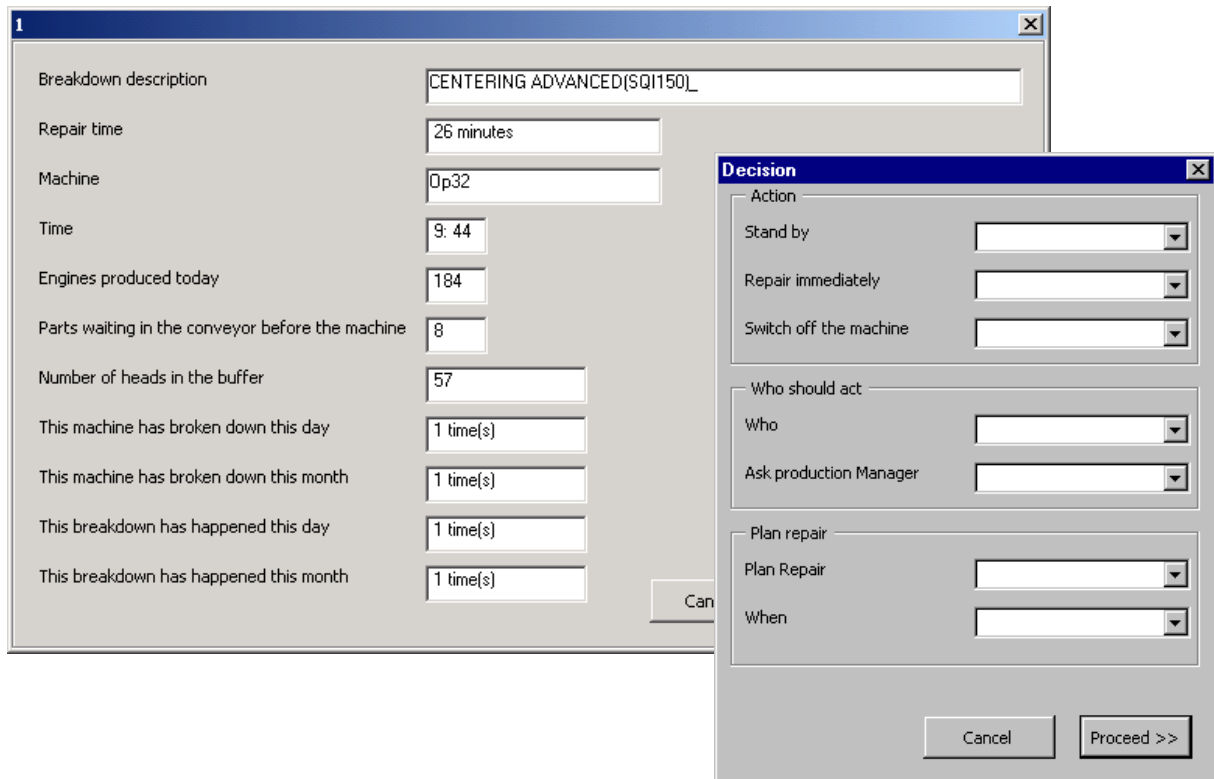 1
Breakdown description CENTERING ADVANCED(SQI150)_
Repair time 26 minutes
Machine Op32
Time 9: 44
Engines produced today 184
Parts waiting in the conveyor before the machine 8
Number of heads in the buffer 57
This machine has broken down this day 1 time(s)
This machine has broken down this month 1 time(s)
This breakdown has happened this day 1 time(s)
This breakdown has happened this month 1 time(s)
Decision
Action
Stand by
Repair immediately
Switch off the machine
Who should act
Who
Ask production Manager
Plan repair
Plan Repair
When
Cancel Proceed >>